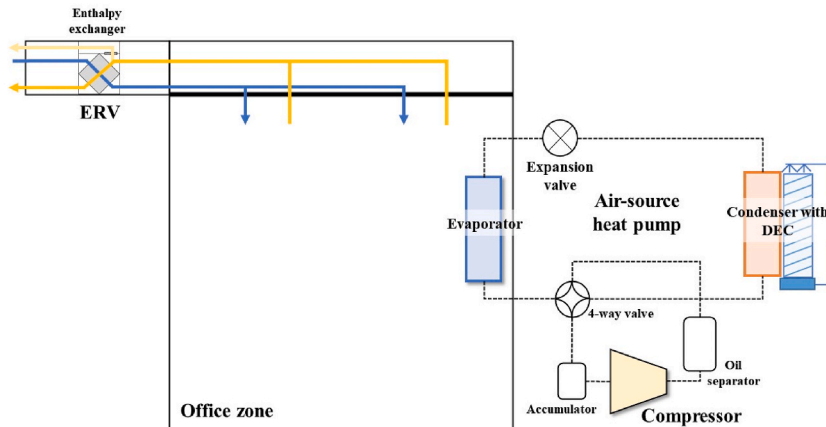 Enthalpy
exchanger
ERV
Expansion
valve
Air-source
heat pump
Evaporator
Condenser with
DEC
4-way valve
Oil
separator
Accumulator
Compressor
Office zone